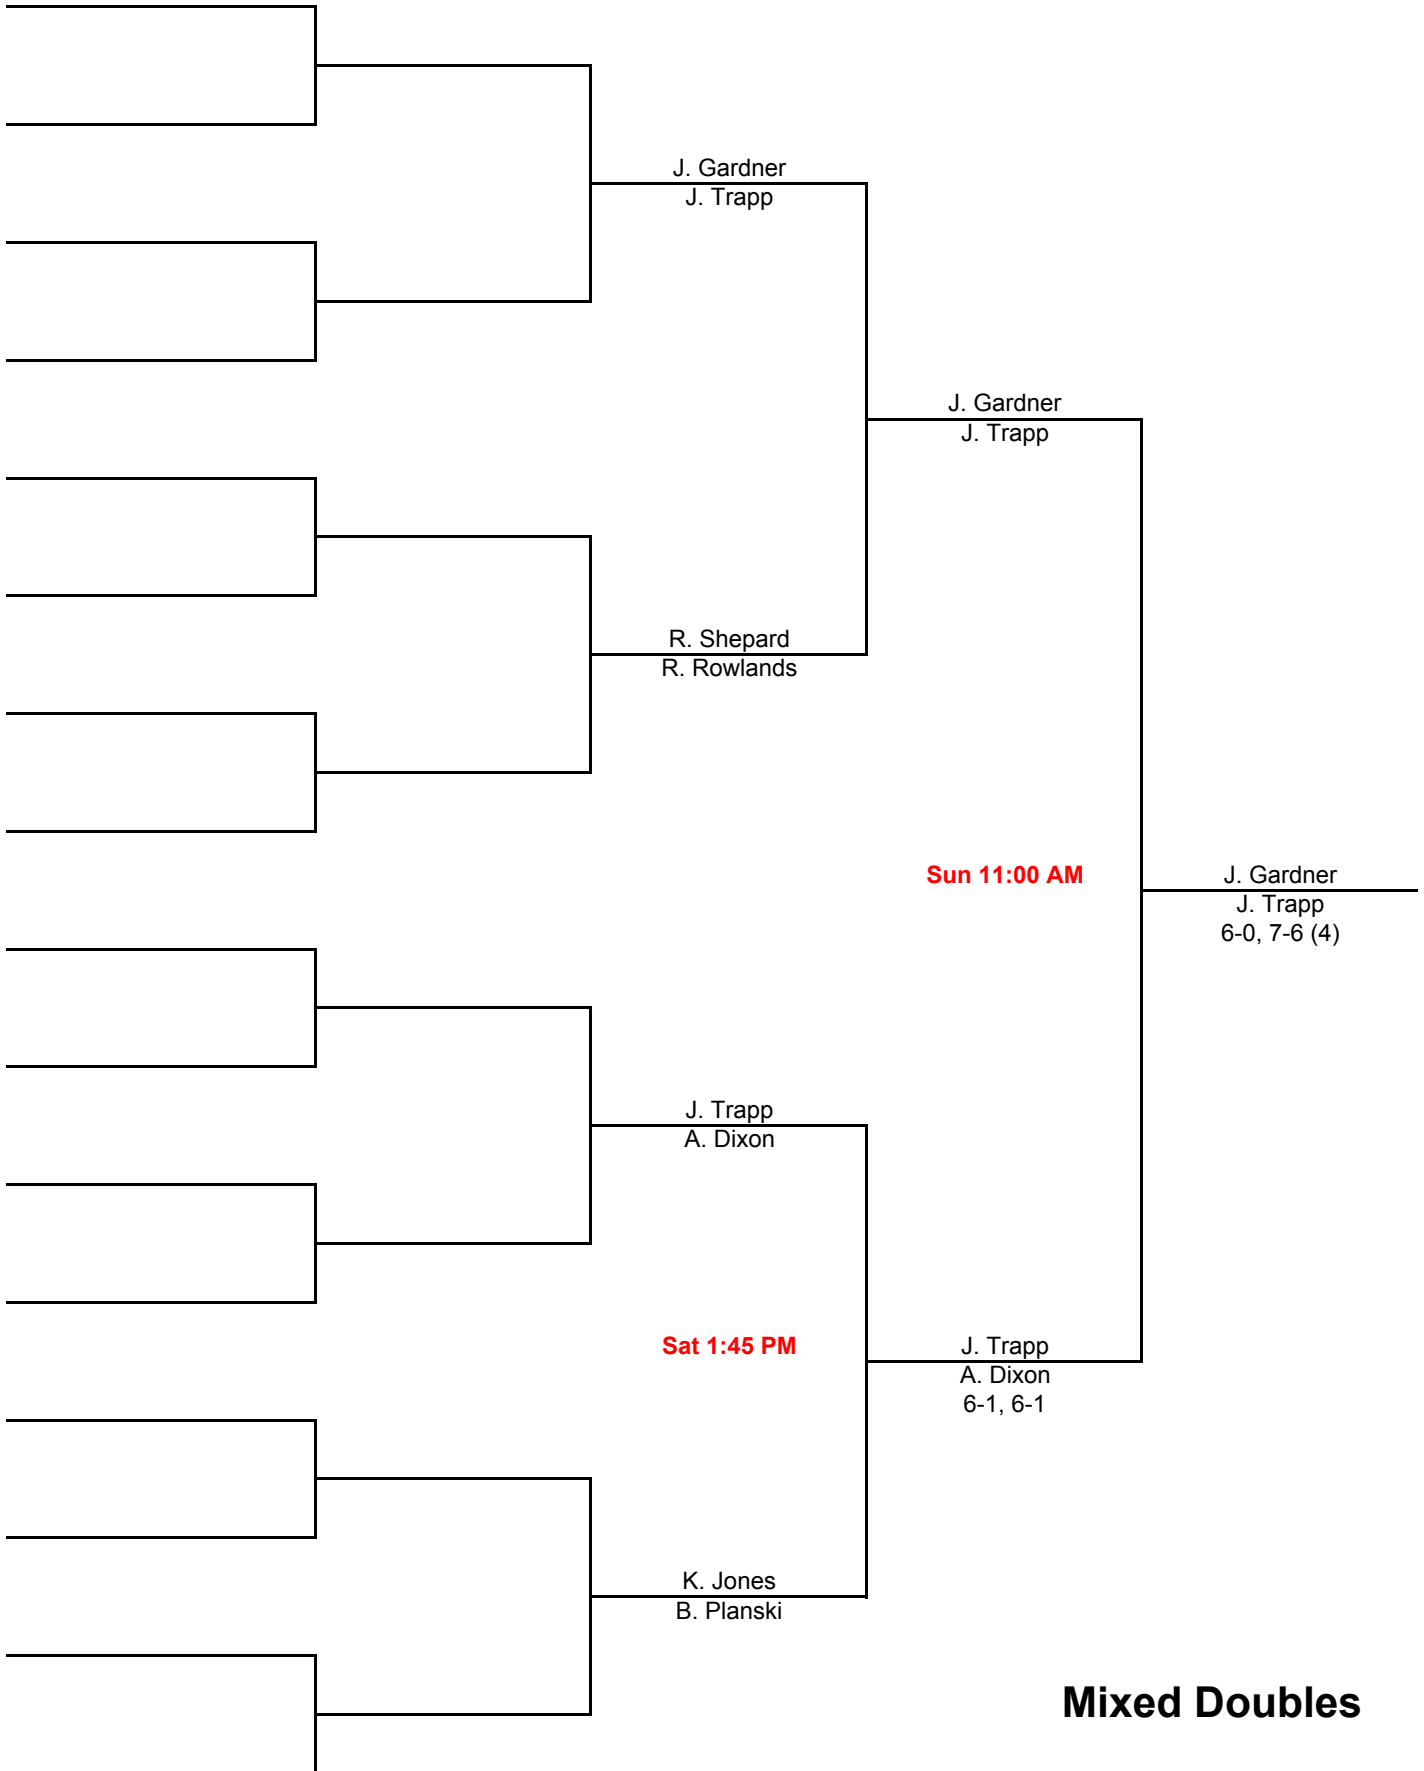 J. Gardner
J. Trapp
J. Gardner
J. Trapp
R. Shepard
R. Rowlands
Sun 11:00 AM
J. Gardner
J. Trapp
6-0, 7-6 (4)
J. Trapp
A. Dixon
Sat 1:45 PM
J. Trapp
A. Dixon
6-1, 6-1
K. Jones
B. Planski
Mixed Doubles